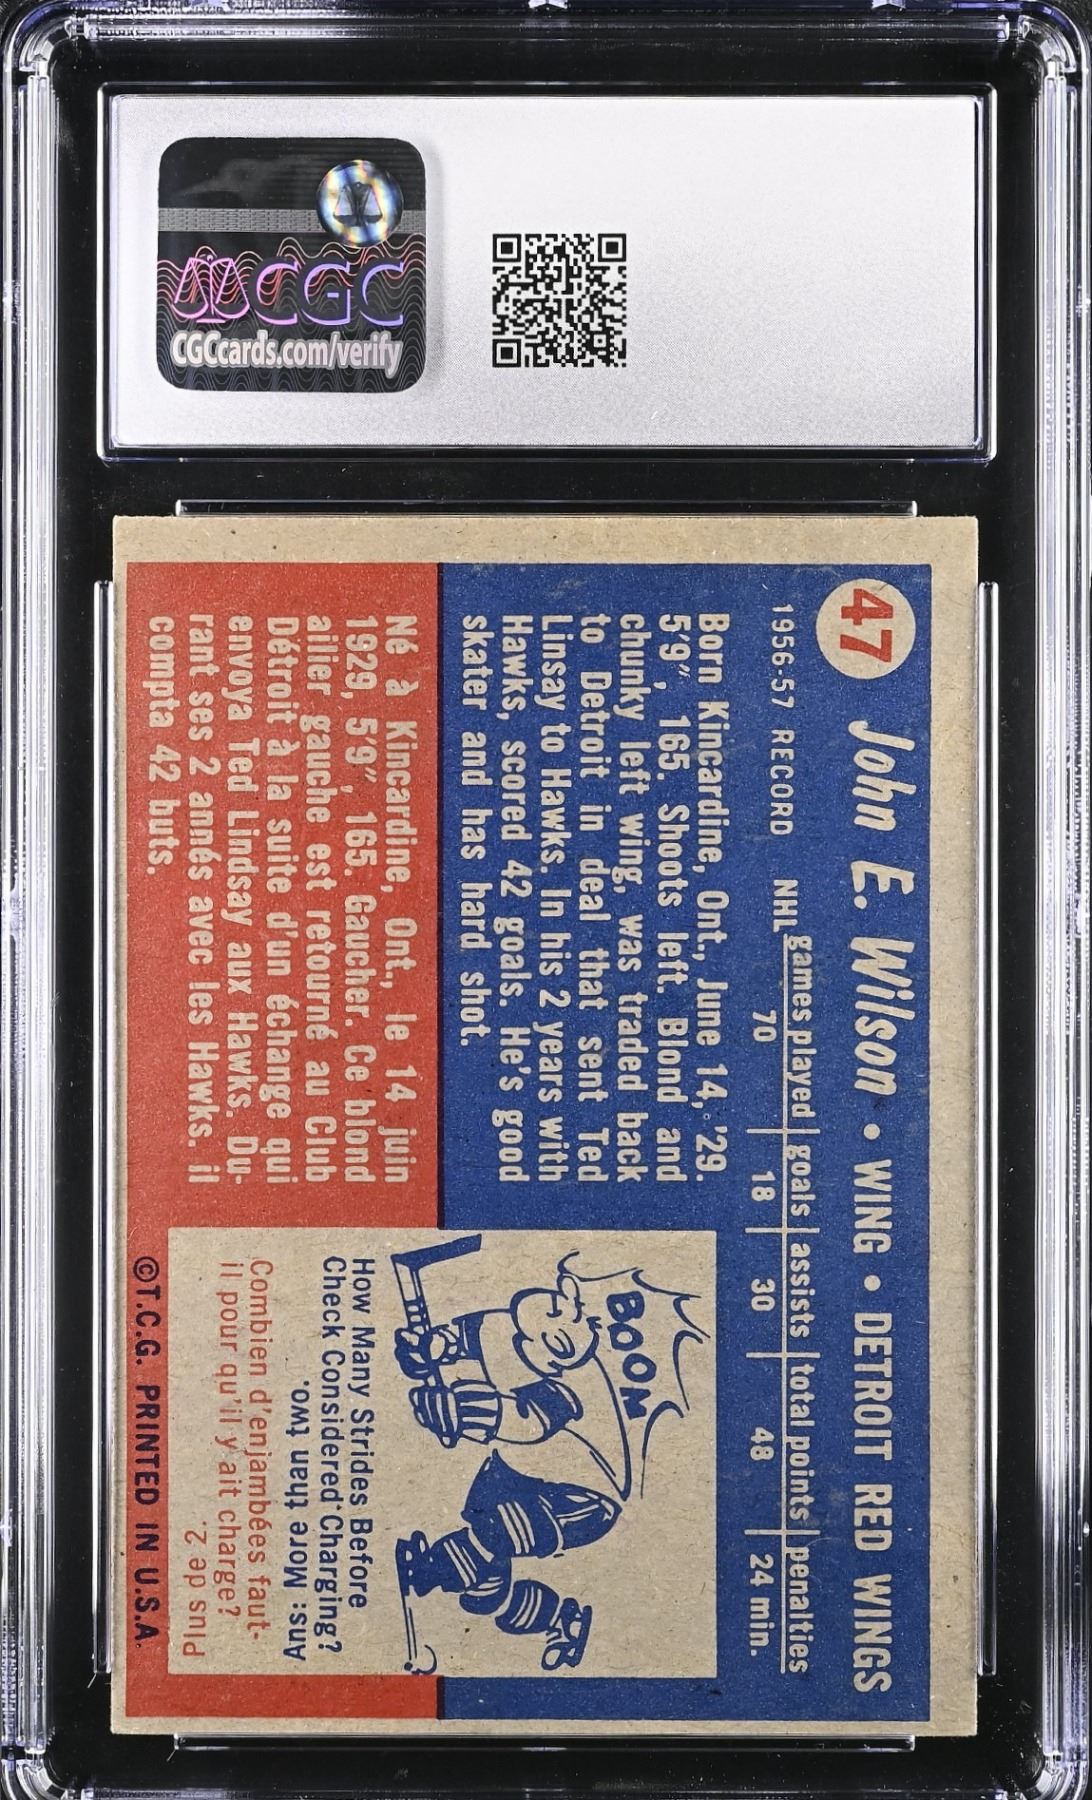 CGC
CGCcards.com/verify
47 John E. Wilson • WING • DETROIT RED WINGS
1956-57 RECORD
games played goals assists total points penalties
NHL 70 18 30 48 24 min.
Born Kincardine, Ont., June 14, '29.
5'9", 165. Shoots left. Blond and
chunky left wing, was traded back
to Detroit in deal that sent Ted
Linsay to Hawks. In his 2 years with
Hawks, scored 42 goals. He's good
skater and has hard shot.
Né à Kincardine, Ont., le 14 juin
1929, 5'9", 165. Gaucher. Ce blond
ailier gauche est retourné au Club
Détroit à la suite d'un échange qui
envoya Ted Lindsay aux Hawks. Du-
rant ses 2 annés avec les Hawks. il
compta 42 buts.
BOOM
How Many Strides Before
Check Considered Charging?
Ans: More than two.
Combien d'enjambées faut-
il pour qu'il y ait charge?
Plus de 2.
©T.C.G. PRINTED IN U.S.A.